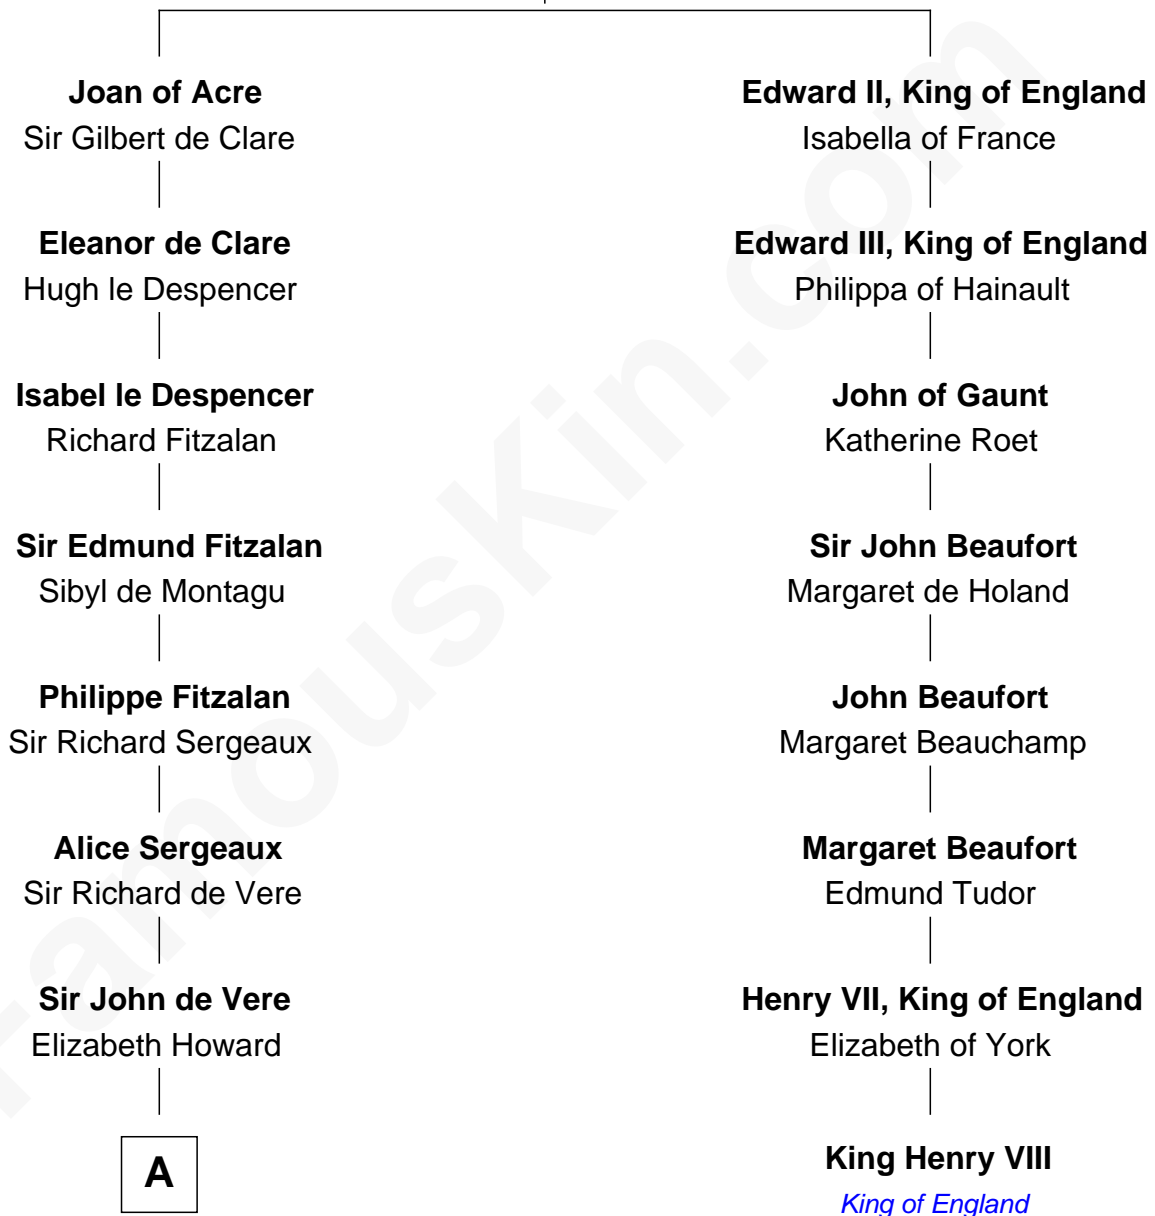 Joan of Acre
Sir Gilbert de Clare
Eleanor de Clare
Hugh le Despencer
Isabel le Despencer
Richard Fitzalan
Sir Edmund Fitzalan
Sibyl de Montagu
Philippe Fitzalan
Sir Richard Sergeaux
Alice Sergeaux
Sir Richard de Vere
Sir John de Vere
Elizabeth Howard
A
Edward II, King of England
Isabella of France
Edward III, King of England
Philippa of Hainault
John of Gaunt
Katherine Roet
Sir John Beaufort
Margaret de Holand
John Beaufort
Margaret Beauchamp
Margaret Beaufort
Edmund Tudor
Henry VII, King of England
Elizabeth of York
King Henry VIII
King of England
FamousKin.com